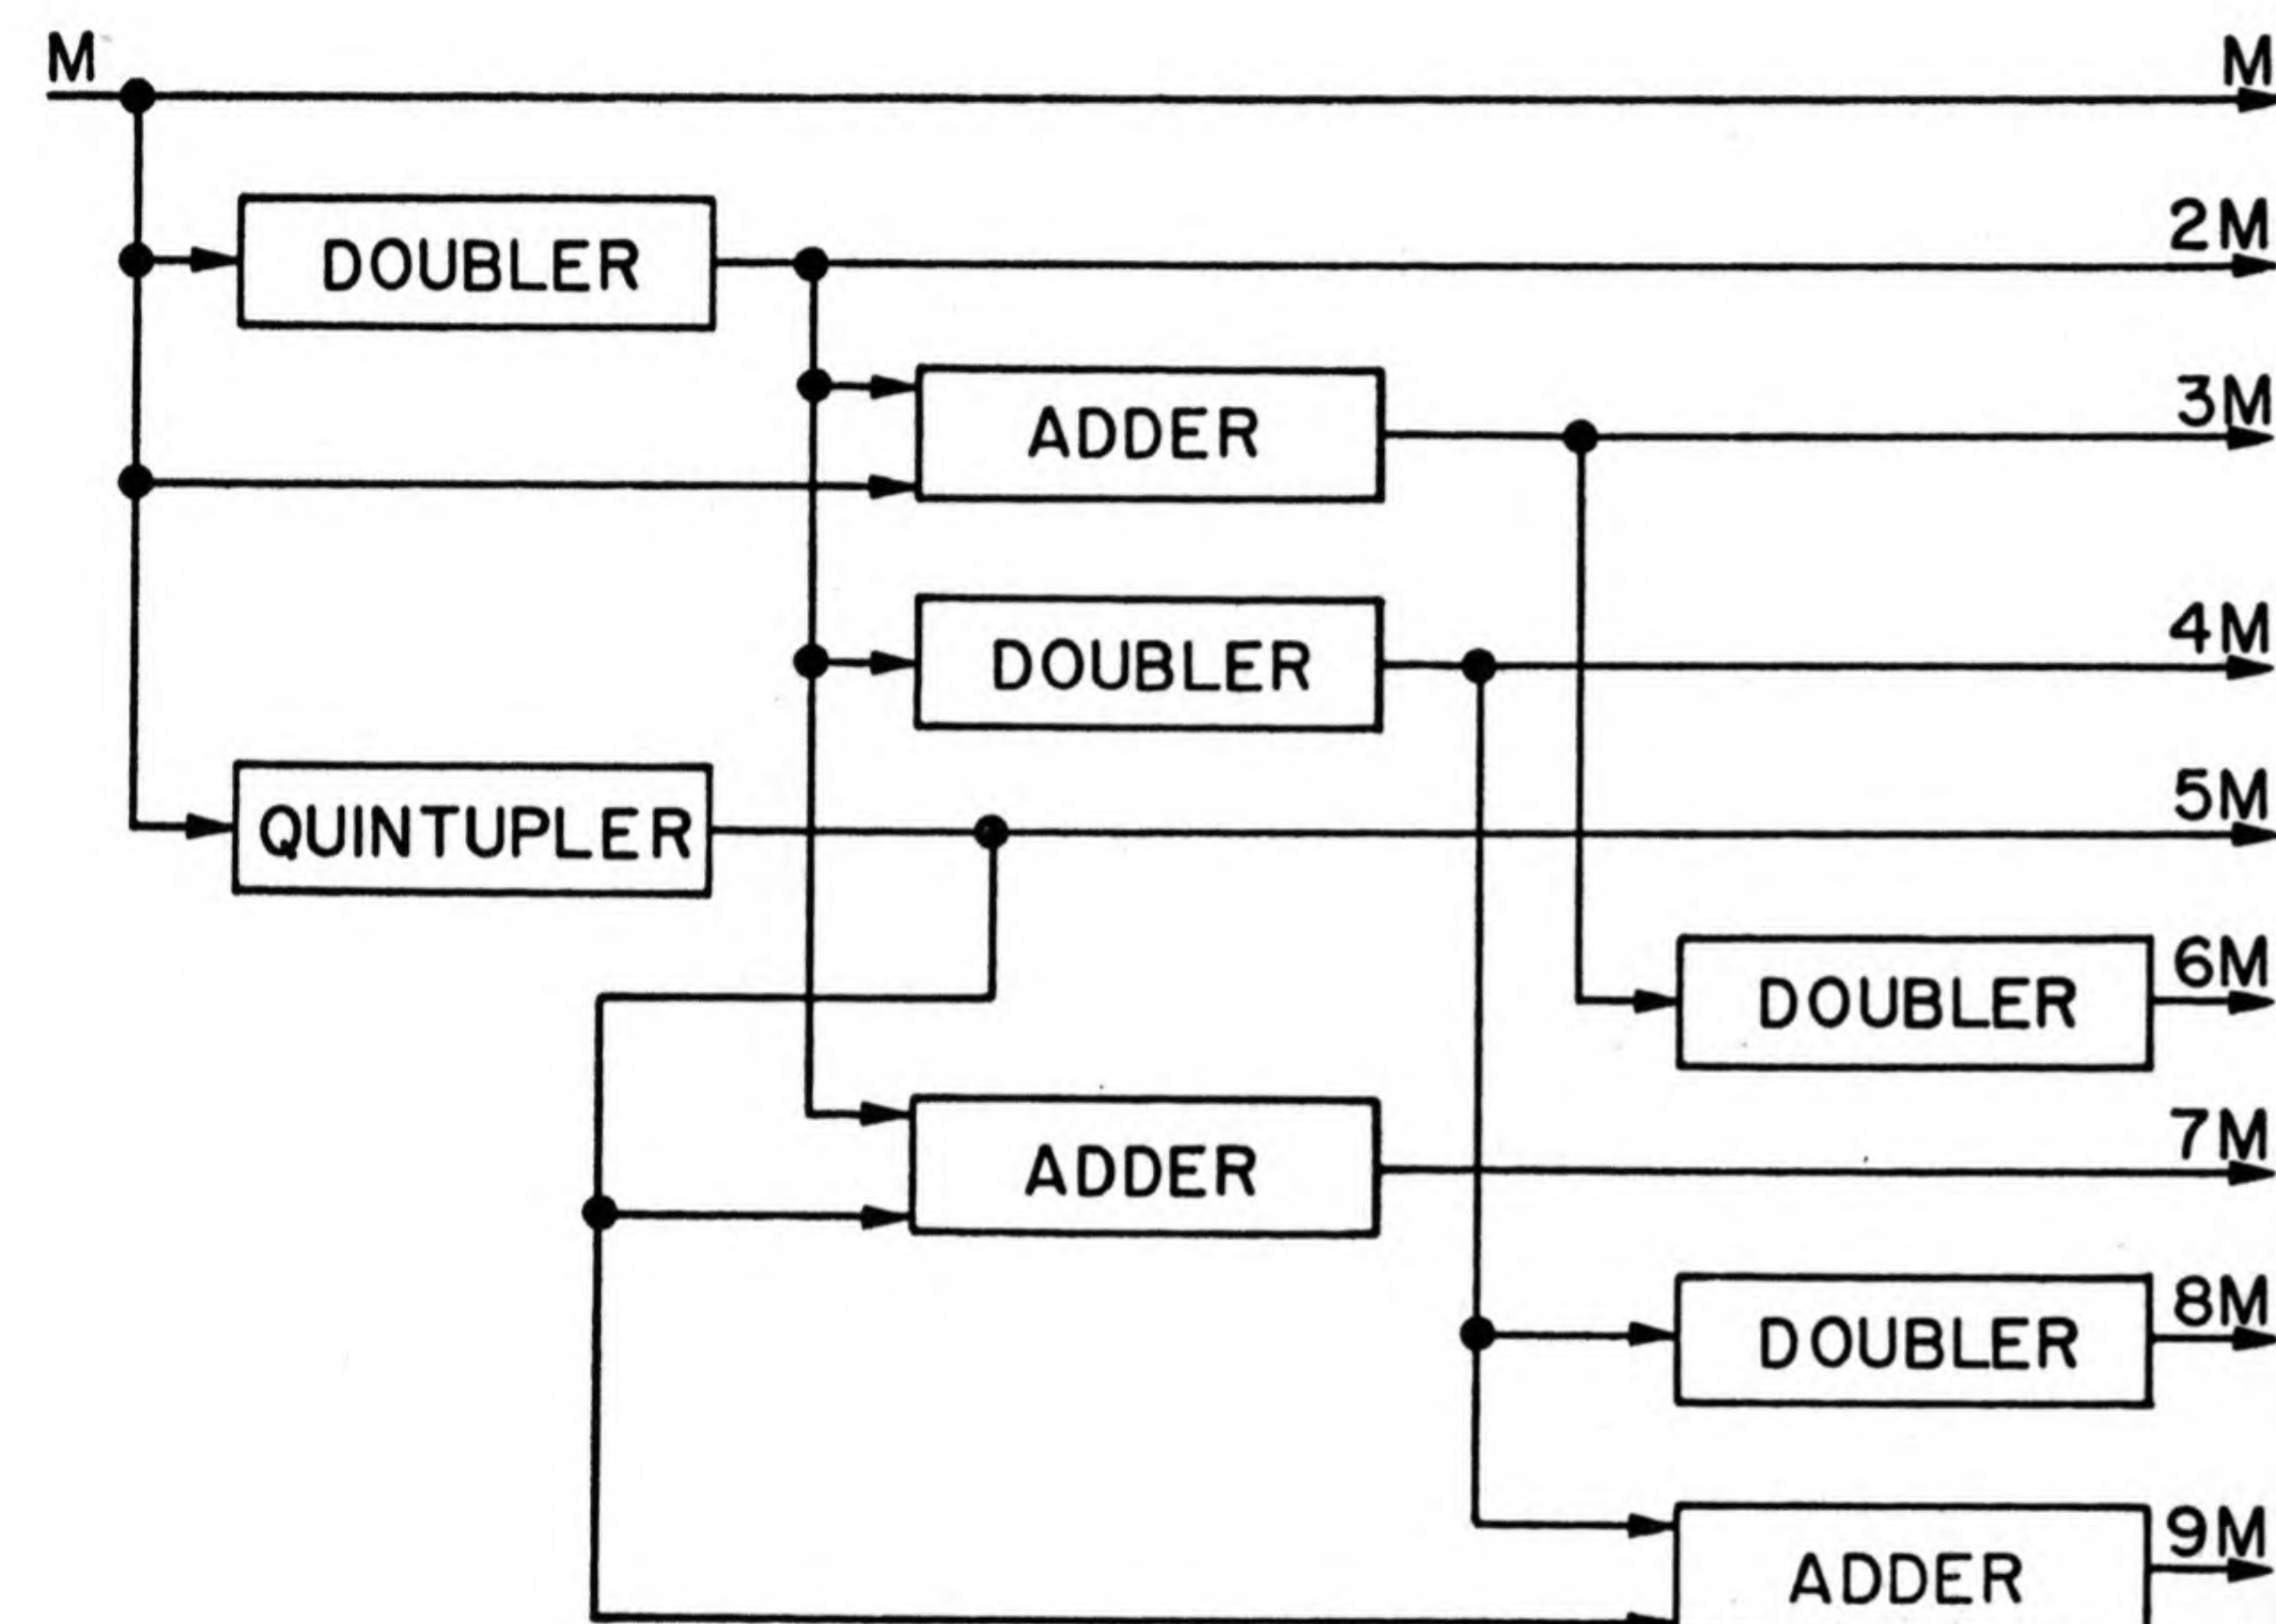 M M
2M
DOUBLER
3M
ADDER
4M
DOUBLER
5M
QUINTUPLER
6M
DOUBLER
7M
ADDER
8M
DOUBLER
9M
ADDER